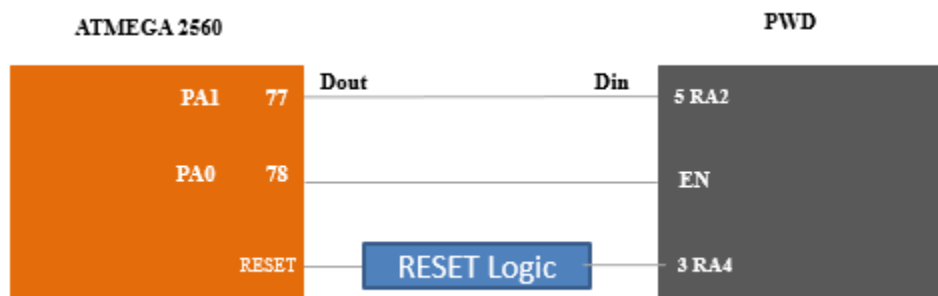 ATMEGA 2560
PWD
Dout
Din
PA1 77
5 RA2
PA0 78
EN
RESET
RESET Logic
3 RA4